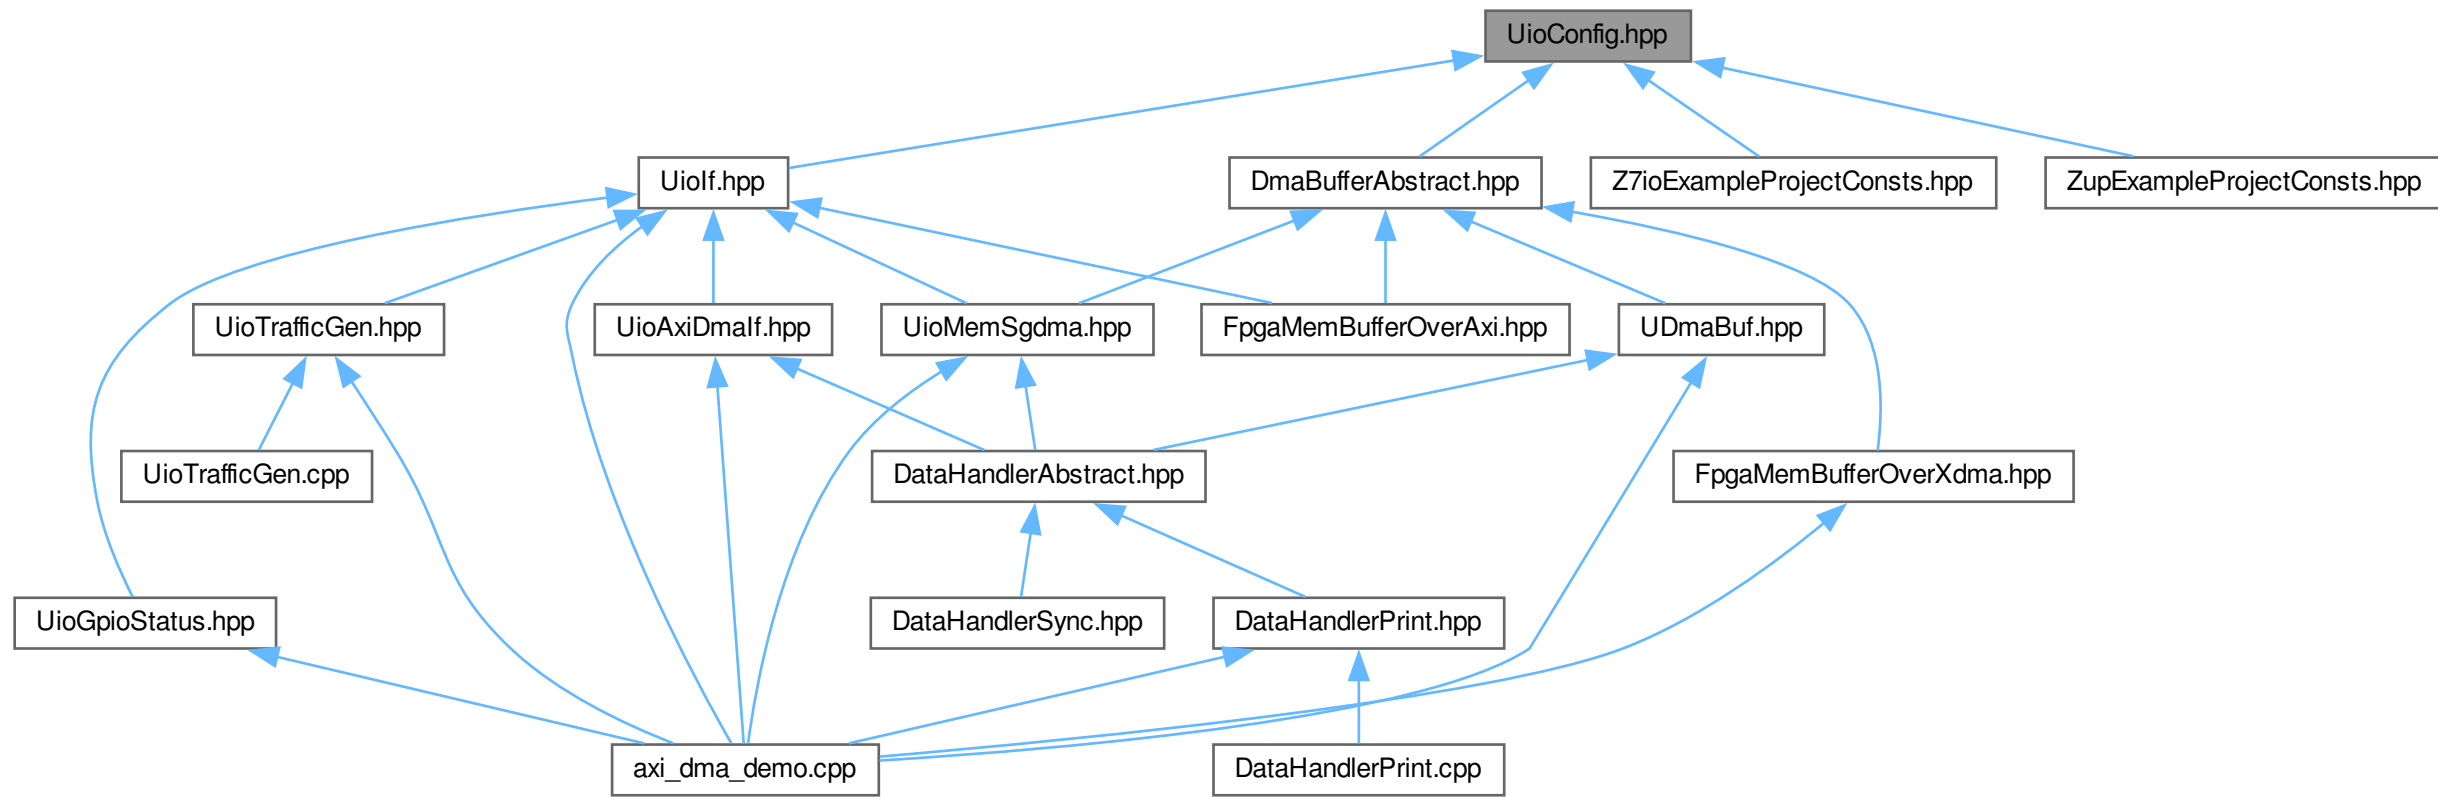 UioConfig.hpp
UioIf.hpp
DmaBufferAbstract.hpp
Z7ioExampleProjectConsts.hpp
ZupExampleProjectConsts.hpp
UioTrafficGen.hpp
UioAxiDmaIf.hpp
UioMemSgdma.hpp
FpgaMemBufferOverAxi.hpp
UDmaBuf.hpp
UioTrafficGen.cpp
DataHandlerAbstract.hpp
FpgaMemBufferOverXdma.hpp
UioGpioStatus.hpp
DataHandlerSync.hpp
DataHandlerPrint.hpp
axi_dma_demo.cpp
DataHandlerPrint.cpp